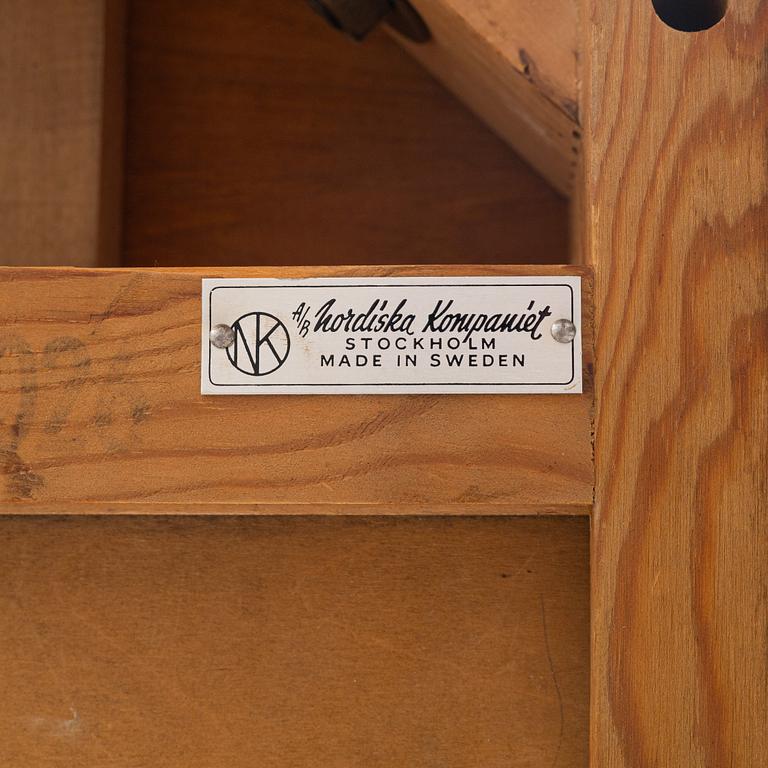 NK
A/B Nordiska Kompaniet
STOCKHOLM
MADE IN SWEDEN